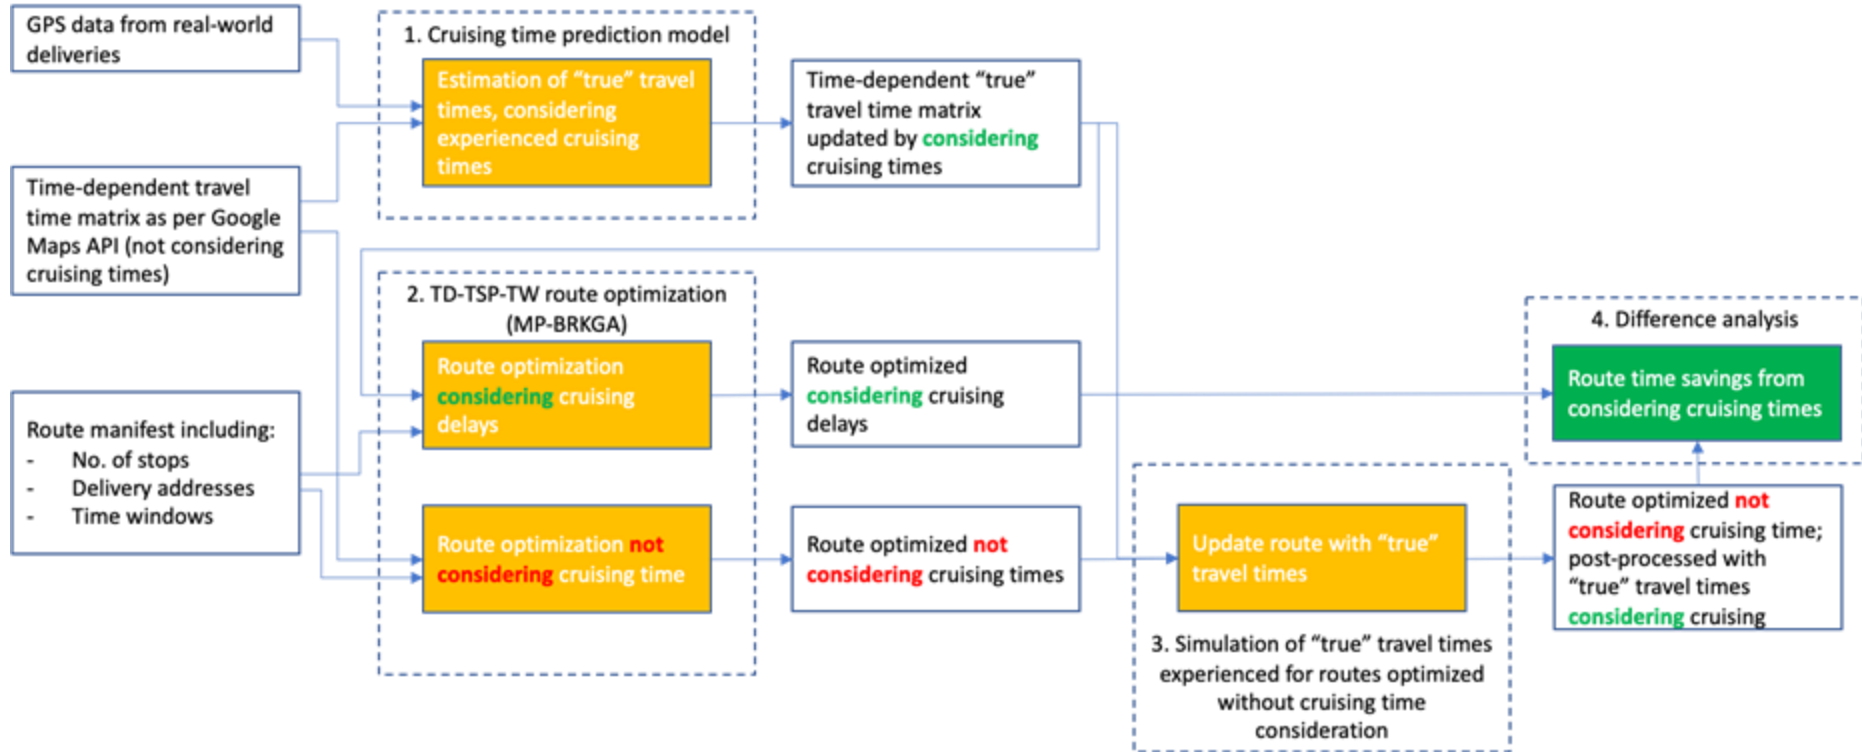 GPS data from real-world
deliveries
1. Cruising time prediction model
Estimation of “true” travel
times, considering
experienced cruising
times
Time-dependent “true”
travel time matrix
updated by considering
cruising times
Time-dependent travel
time matrix as per Google
Maps API (not considering
cruising times)
2. TD-TSP-TW route optimization
(MP-BRKGA)
Route optimization
considering cruising
delays
Route optimized
considering cruising
delays
4. Difference analysis
Route time savings from
considering cruising times
Route manifest including:
- No. of stops
- Delivery addresses
- Time windows
Route optimization not
considering cruising time
Route optimized not
considering cruising times
Update route with “true”
travel times
3. Simulation of “true” travel times
experienced for routes optimized
without cruising time
consideration
Route optimized not
considering cruising time;
post-processed with
“true” travel times
considering cruising